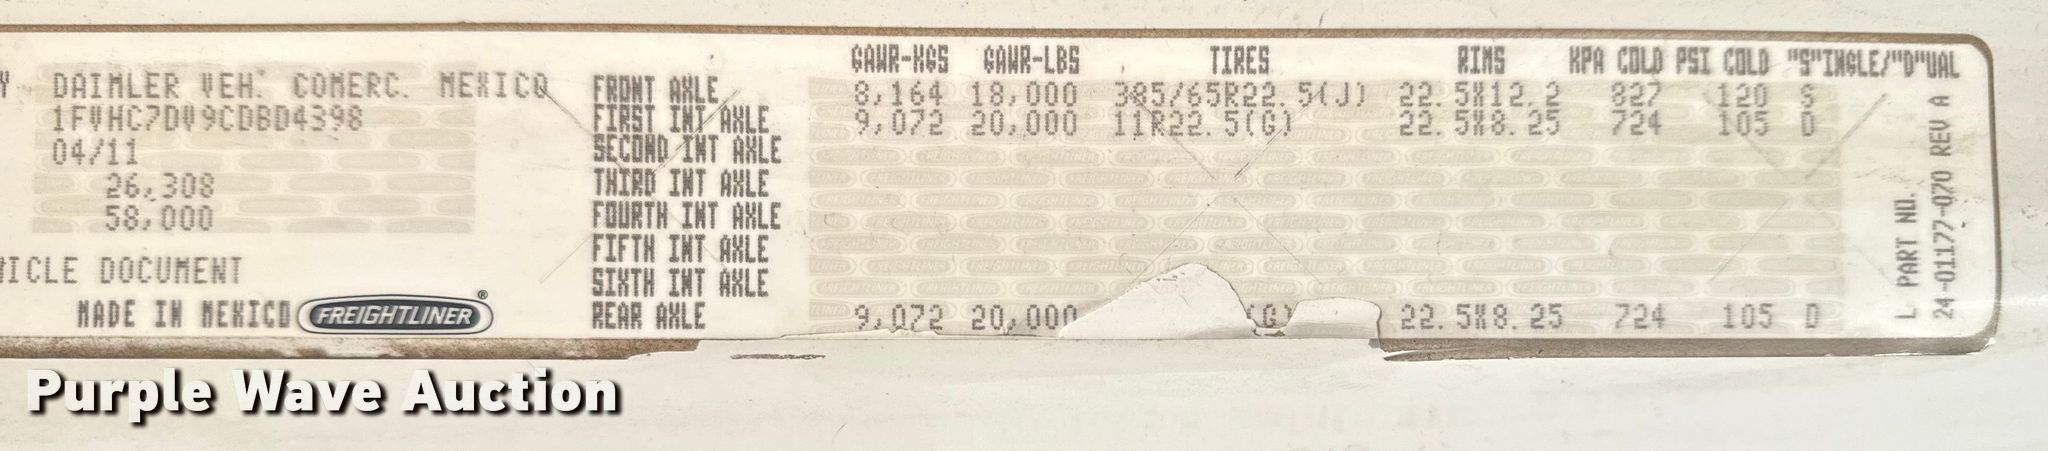 Y DAIMLER VEH. COMERC. MEXICO
1FVHC7DV9CDBD4398
04/11
26,308
58,000
VICLE DOCUMENT
MADE IN MEXICO FREIGHTLINER®
GAWR-KGS GAWR-LBS TIRES RIMS KPA COLD PSI COLD "S"INGLE/"D"UAL
FRONT AXLE 8,164 18,000 385/65R22.5(J) 22.5X12.2 827 120 S
FIRST INT AXLE 9,072 20,000 11R22.5(G) 22.5X8.25 724 105 D
SECOND INT AXLE
THIRD INT AXLE
FOURTH INT AXLE
FIFTH INT AXLE
SIXTH INT AXLE
REAR AXLE 9,072 20,000 (G) 22.5X8.25 724 105 D
L PART NO.
24-01177-070 REV A
Purple Wave Auction